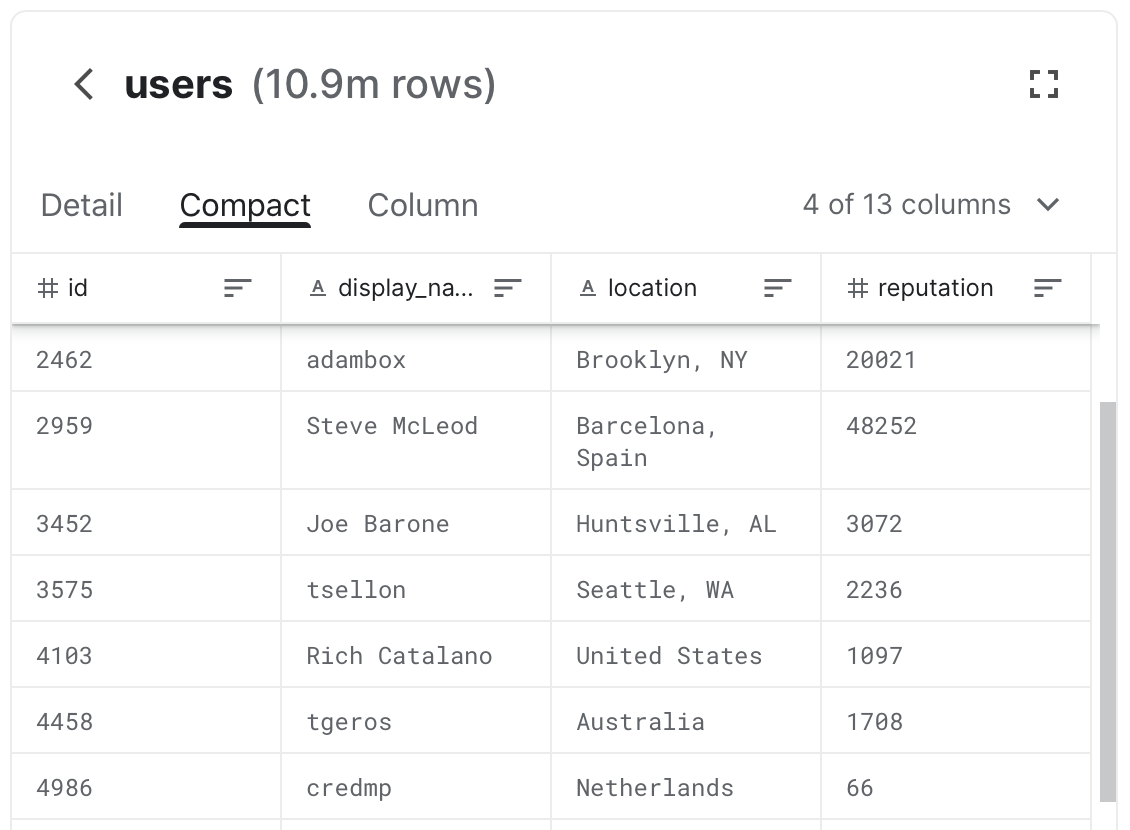 users (10.9m rows)
Detail Compact Column 4 of 13 columns
# id A display_na... A location # reputation
2462 adambox Brooklyn, NY 20021
2959 Steve McLeod Barcelona, 48252
Spain
3452 Joe Barone Huntsville, AL 3072
3575 tsellon Seattle, WA 2236
4103 Rich Catalano United States 1097
4458 tgeros Australia 1708
4986 credmp Netherlands 66